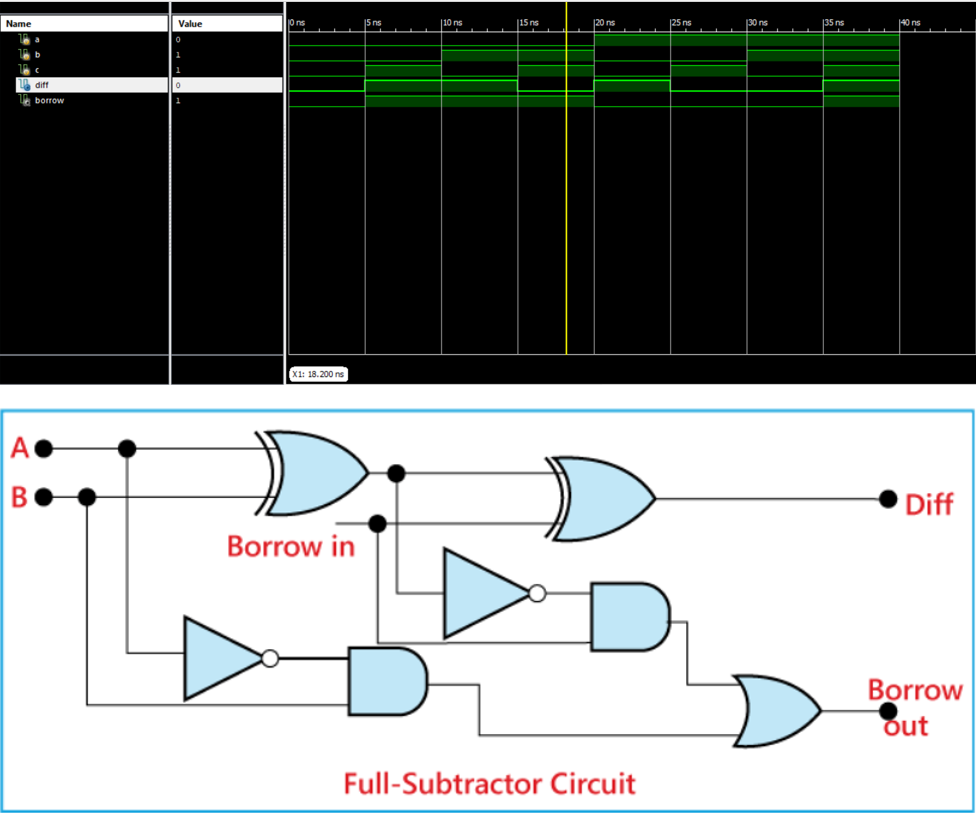 Name Value 0 ns 5 ns 10 ns 15 ns 20 ns 25 ns 30 ns 35 ns 40 ns
a 0
b 1
c 1
diff 0
borrow 1
X1: 18.200 ns
A
B
Diff
Borrow in
Borrow
out
Full-Subtractor Circuit